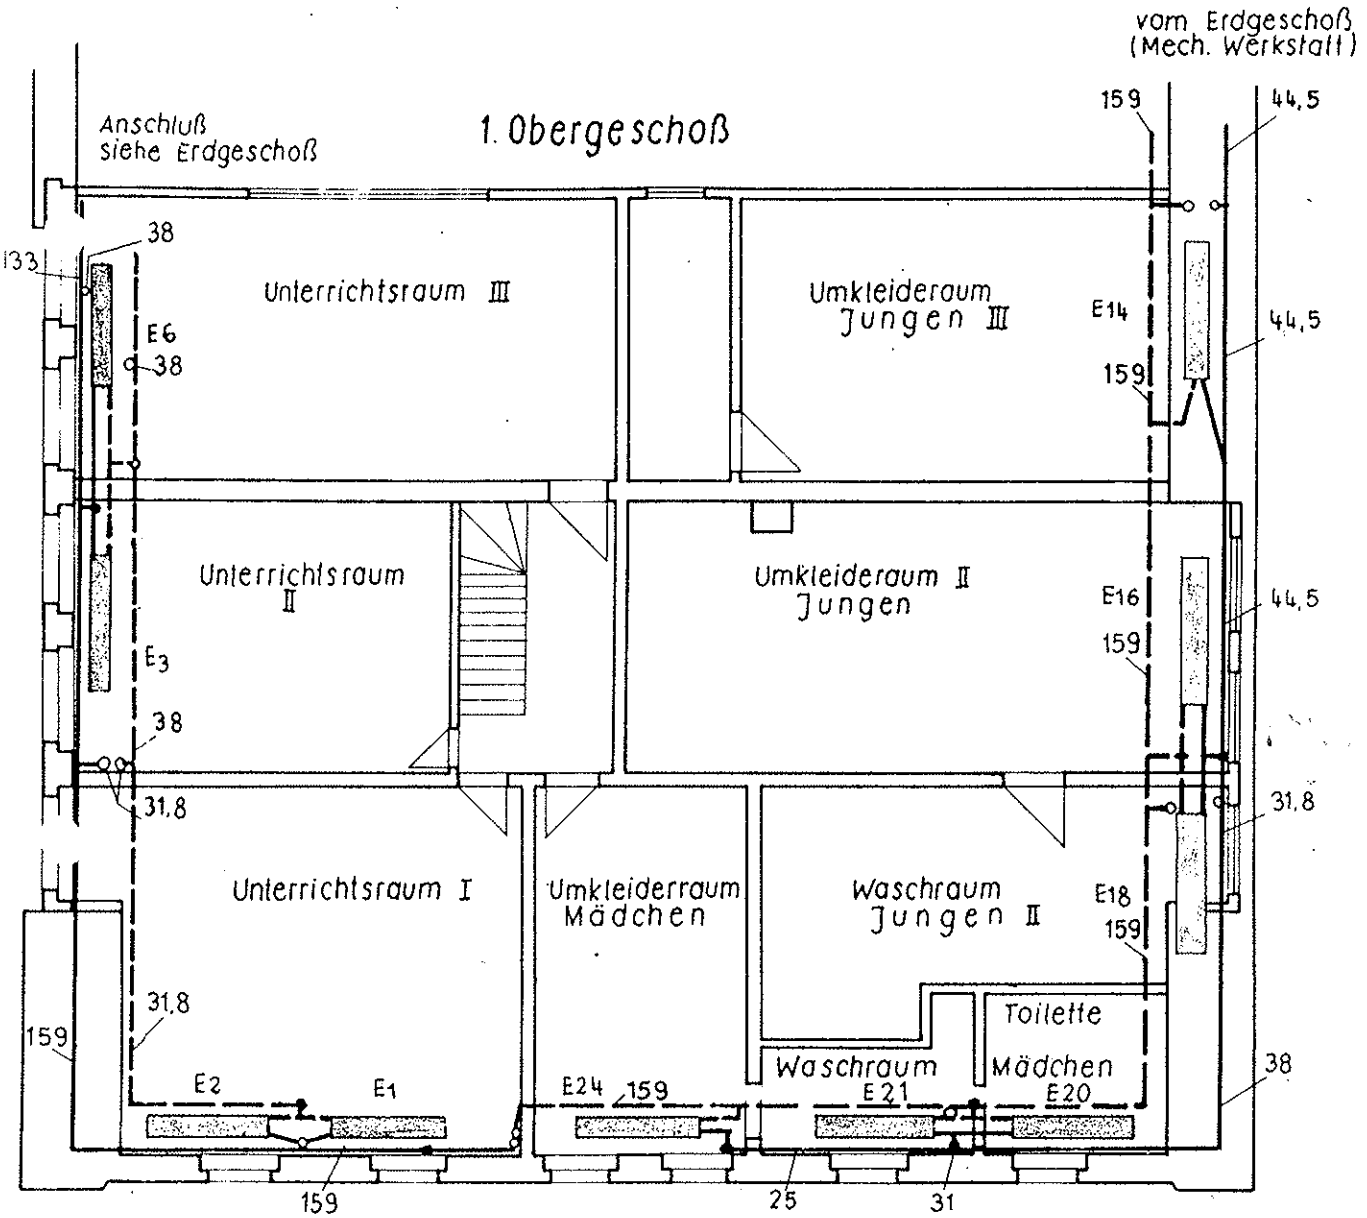 vom Erdgeschoß
(Mech. Werkstatt)
159
44,5
Anschluß
siehe Erdgeschoß
1. Obergeschoß
38
133
Unterrichtsraum III
Umkleideraum
Jungen III
E14
44,5
E6
38
159
Unterrichtsraum
II
Umkleideraum II
Jungen
E16
44,5
E3
159
38
31,8
31,8
Unterrichtsraum I
Umkleiderraum
Mädchen
Waschraum
Jungen II
E18
159
31,8
159
Toilette
Waschraum
Mädchen
38
E2
E1
E24
159
E21
E20
159
25
31